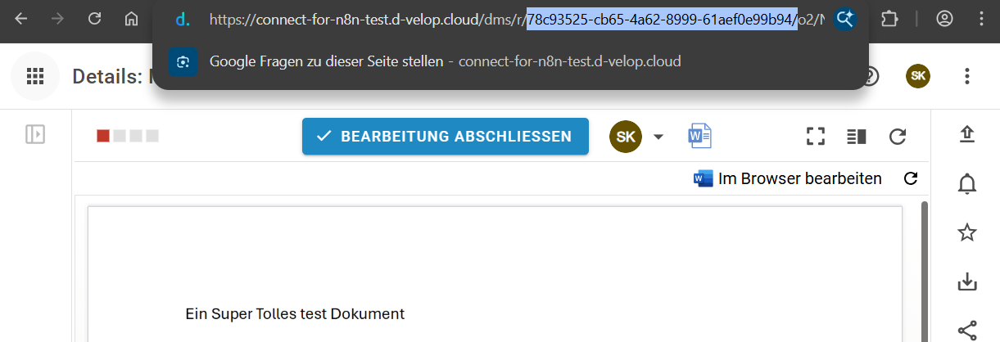 d. https://connect-for-n8n-test.d-velop.cloud/dms/r/78c93525-cb65-4a62-8999-61aef0e99b94/o2/
Google Fragen zu dieser Seite stellen - connect-for-n8n-test.d-velop.cloud
Details:
SK
BEARBEITUNG ABSCHLIESSEN
SK
W
W Im Browser bearbeiten
Ein Super Tolles test Dokument